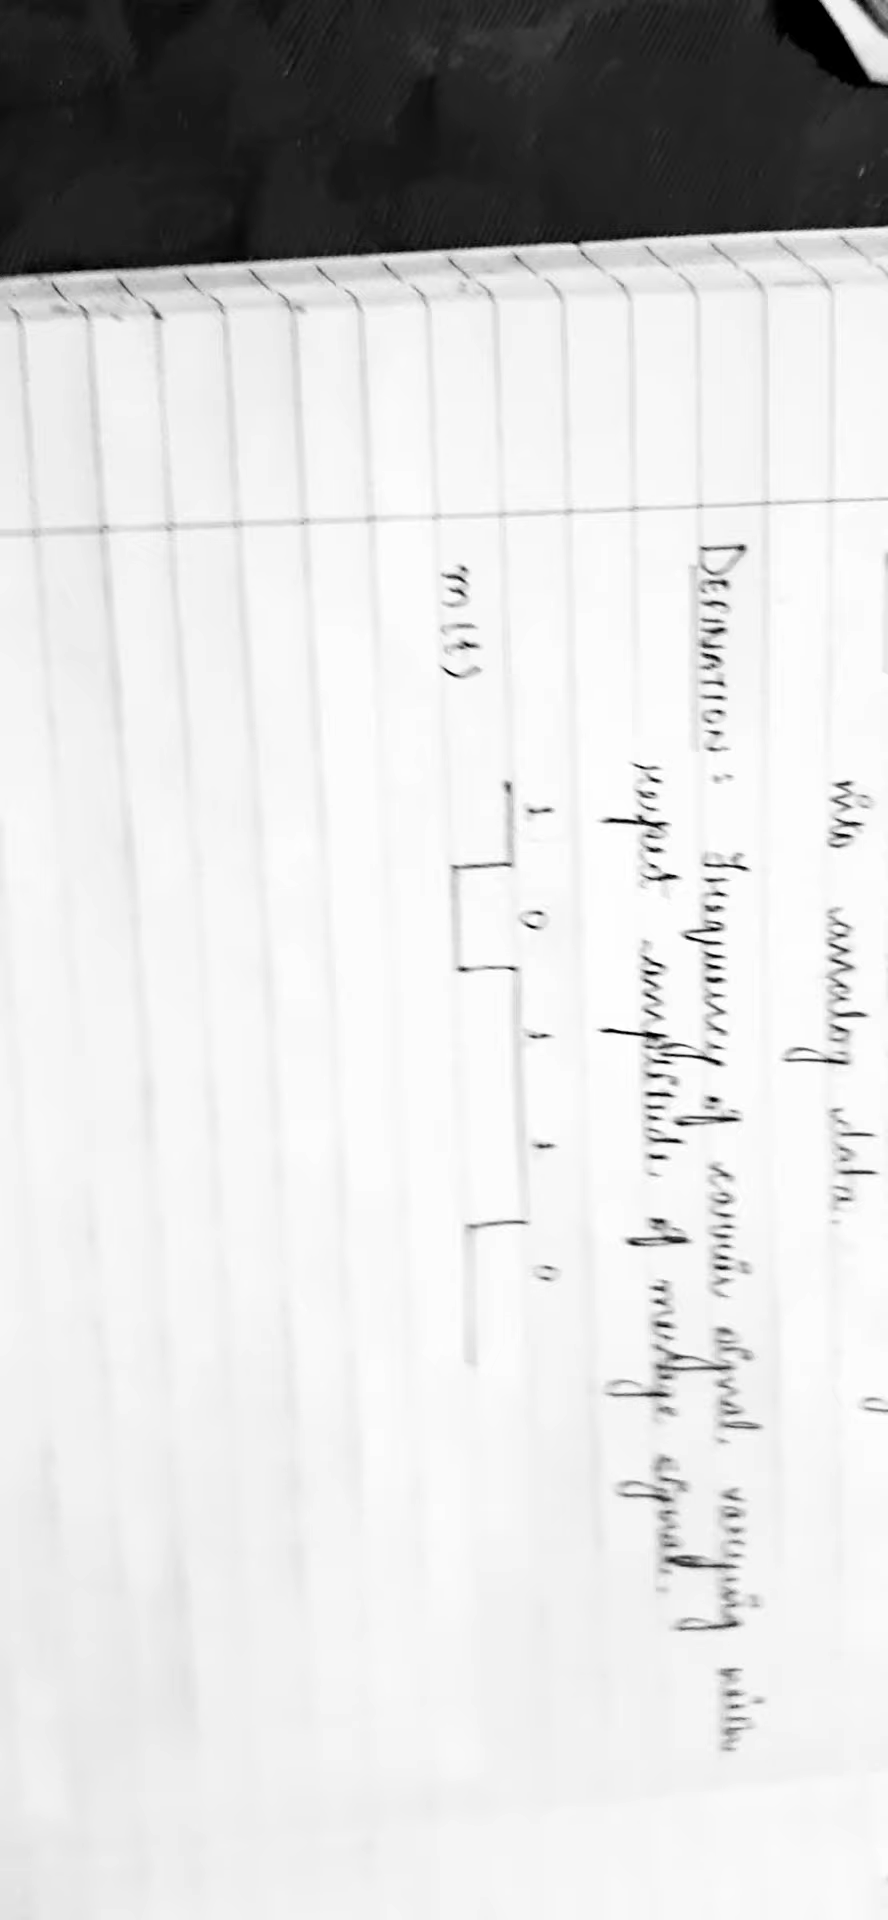 into analog data.
DEFINATION : Frequency of carrier signal varying with
respect amplitude of message signal.
1 0 1 1 0
m(t)